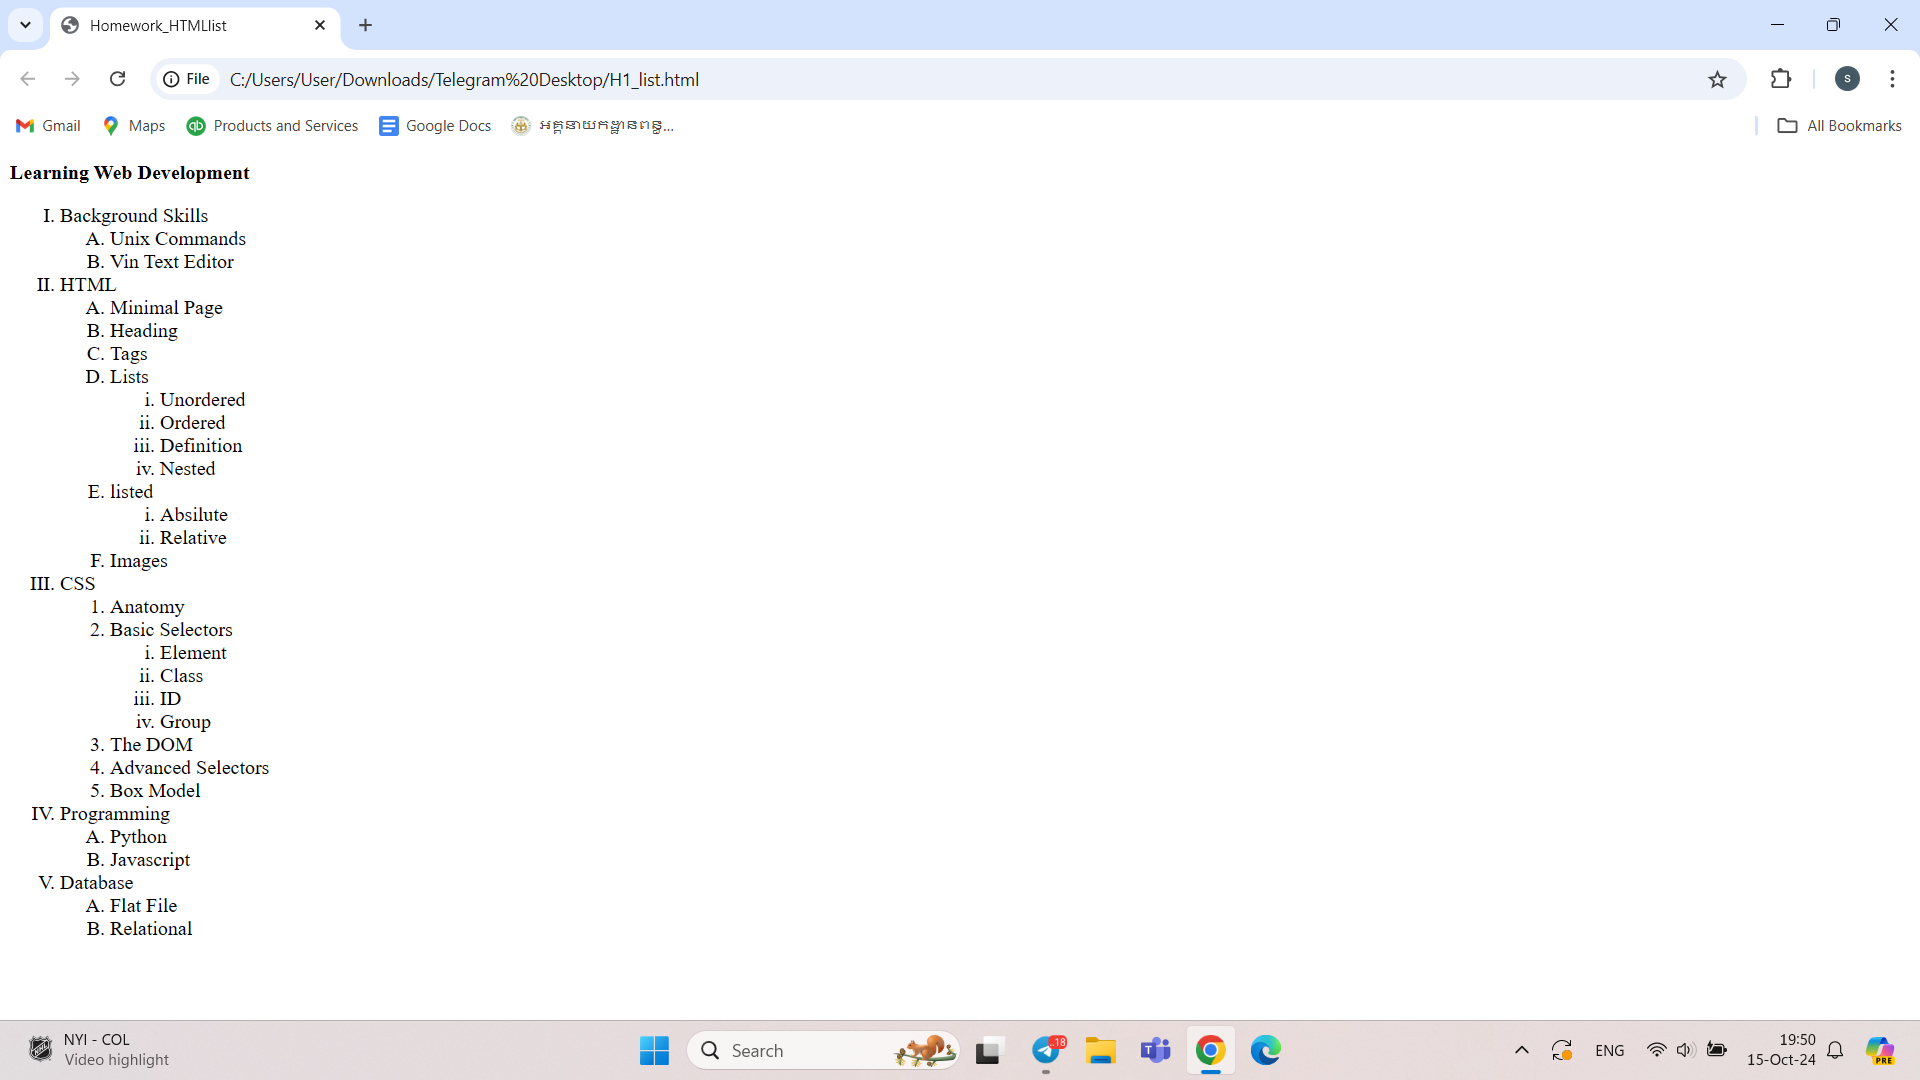 Homework_HTMLlist
File C:/Users/User/Downloads/Telegram%20Desktop/H1_list.html
s
Gmail Maps Products and Services Google Docs អគ្គនាយកដ្ឋានពន្ធ... All Bookmarks
Learning Web Development
I. Background Skills
A. Unix Commands
B. Vin Text Editor
II. HTML
A. Minimal Page
B. Heading
C. Tags
D. Lists
i. Unordered
ii. Ordered
iii. Definition
iv. Nested
E. listed
i. Absilute
ii. Relative
F. Images
III. CSS
1. Anatomy
2. Basic Selectors
i. Element
ii. Class
iii. ID
iv. Group
3. The DOM
4. Advanced Selectors
5. Box Model
IV. Programming
A. Python
B. Javascript
V. Database
A. Flat File
B. Relational
NYI - COL
Video highlight
Search
..18
ENG
19:50
15-Oct-24
PRE